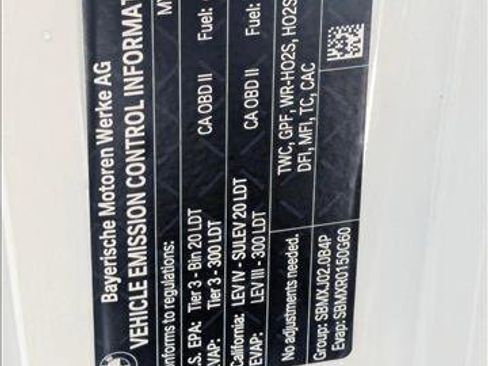 Bayerische Motoren Werke AG
VEHICLE EMISSION CONTROL INFORMAT
onforms to regulations: MY
.S. EPA: Tier 3 - Bin 20 LDT CA OBD II Fuel:
EVAP: Tier 3 - 300 LDT
California: LEV IV - SULEV 20 LDT CA OBD II Fuel:
EVAP: LEV III - 300 LDT
No adjustments needed. TWC, GPF, WR-HO2S, HO2S
DFI, MFI, TC, CAC
Group: SBMXJ02.0B4P
Evap: SBMXR0150G60